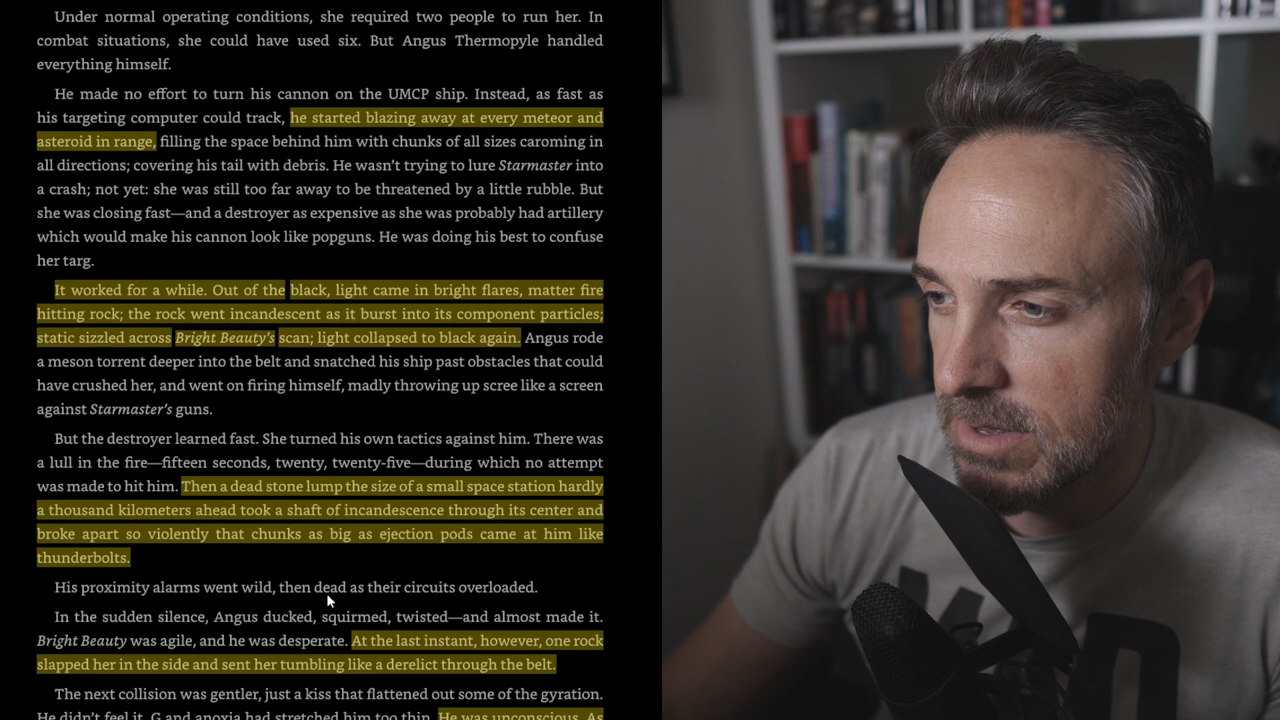 Under normal operating conditions, she required two people to run her. In
combat situations, she could have used six. But Angus Thermopyle handled
everything himself.
He made no effort to turn his cannon on the UMCP ship. Instead, as fast as
his targeting computer could track, he started blazing away at every meteor and
asteroid in range, filling the space behind him with chunks of all sizes caroming in
all directions; covering his tail with debris. He wasn’t trying to lure Starmaster into
a crash; not yet: she was still too far away to be threatened by a little rubble. But
she was closing fast—and a destroyer as expensive as she was probably had artillery
which would make his cannon look like popguns. He was doing his best to confuse
her targ.
It worked for a while. Out of the black, light came in bright flares, matter fire
hitting rock; the rock went incandescent as it burst into its component particles;
static sizzled across Bright Beauty’s scan; light collapsed to black again. Angus rode
a meson torrent deeper into the belt and snatched his ship past obstacles that could
have crushed her, and went on firing himself, madly throwing up scree like a screen
against Starmaster’s guns.
But the destroyer learned fast. She turned his own tactics against him. There was
a lull in the fire—fifteen seconds, twenty, twenty-five—during which no attempt
was made to hit him. Then a dead stone lump the size of a small space station hardly
a thousand kilometers ahead took a shaft of incandescence through its center and
broke apart so violently that chunks as big as ejection pods came at him like
thunderbolts.
His proximity alarms went wild, then dead as their circuits overloaded.
In the sudden silence, Angus ducked, squirmed, twisted—and almost made it.
Bright Beauty was agile, and he was desperate. At the last instant, however, one rock
slapped her in the side and sent her tumbling like a derelict through the belt.
The next collision was gentler, just a kiss that flattened out some of the gyration.
He didn’t feel it. G and anoxia had stretched him too thin. He was unconscious. As